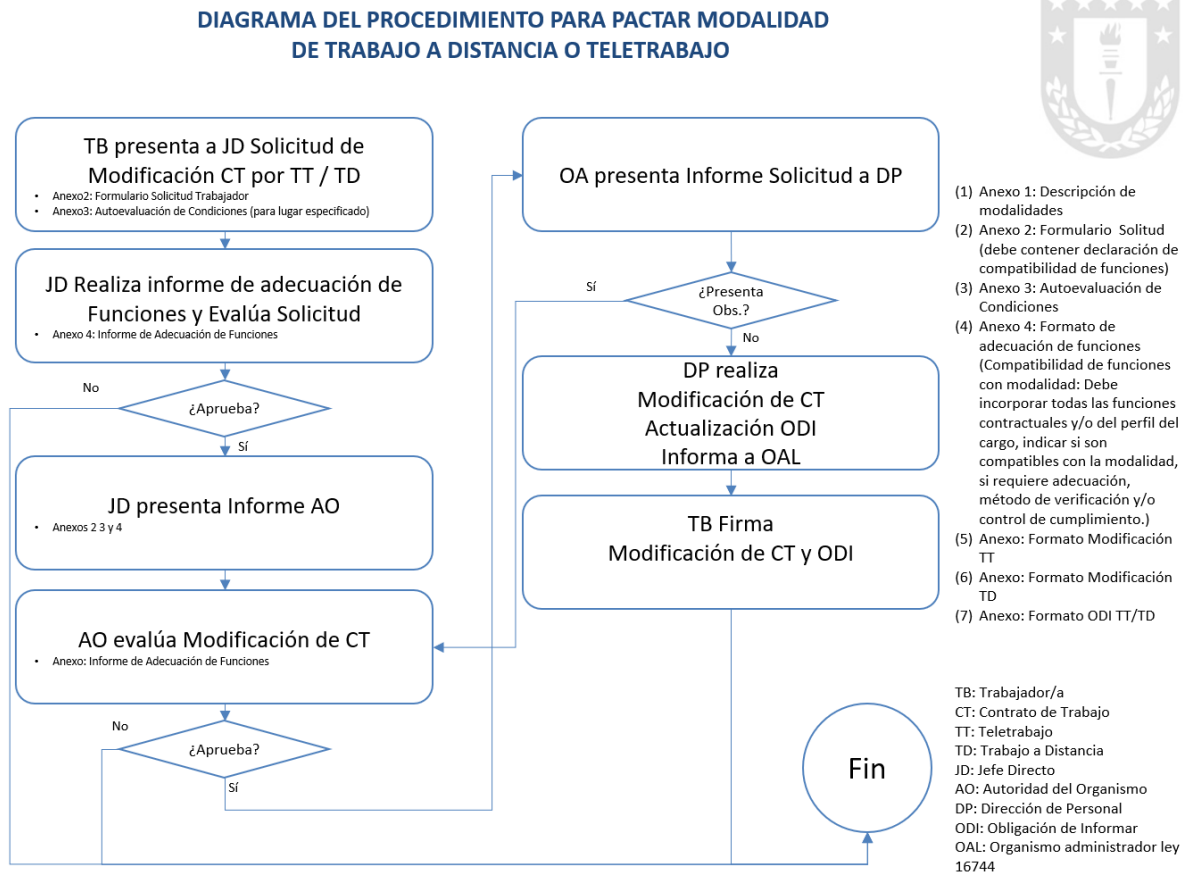 DIAGRAMA DEL PROCEDIMIENTO PARA PACTAR MODALIDAD
DE TRABAJO A DISTANCIA O TELETRABAJO
TB presenta a JD Solicitud de
Modificación CT por TT / TD
• Anexo2: Formulario Solicitud Trabajador
• Anexo3: Autoevaluación de Condiciones (para lugar especificado)
JD Realiza informe de adecuación de
Funciones y Evalúa Solicitud
• Anexo 4: Informe de Adecuación de Funciones
No
¿Aprueba?
Sí
JD presenta Informe AO
• Anexos 2 3 y 4
AO evalúa Modificación de CT
• Anexo: Informe de Adecuación de Funciones
No
¿Aprueba?
Sí
OA presenta Informe Solicitud a DP
Sí
¿Presenta
Obs.?
No
DP realiza
Modificación de CT
Actualización ODI
Informa a OAL
TB Firma
Modificación de CT y ODI
Fin
(1) Anexo 1: Descripción de
modalidades
(2) Anexo 2: Formulario Solitud
(debe contener declaración de
compatibilidad de funciones)
(3) Anexo 3: Autoevaluación de
Condiciones
(4) Anexo 4: Formato de
adecuación de funciones
(Compatibilidad de funciones
con modalidad: Debe
incorporar todas las funciones
contractuales y/o del perfil del
cargo, indicar si son
compatibles con la modalidad,
si requiere adecuación,
método de verificación y/o
control de cumplimiento.)
(5) Anexo: Formato Modificación
TT
(6) Anexo: Formato Modificación
TD
(7) Anexo: Formato ODI TT/TD
TB: Trabajador/a
CT: Contrato de Trabajo
TT: Teletrabajo
TD: Trabajo a Distancia
JD: Jefe Directo
AO: Autoridad del Organismo
DP: Dirección de Personal
ODI: Obligación de Informar
OAL: Organismo administrador ley
16744